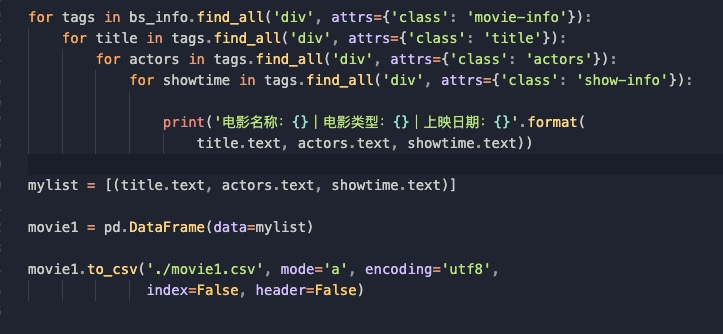 for tags in bs_info.find_all('div', attrs={'class': 'movie-info'}):
    for title in tags.find_all('div', attrs={'class': 'title'}):
        for actors in tags.find_all('div', attrs={'class': 'actors'}):
            for showtime in tags.find_all('div', attrs={'class': 'show-info'}):
                print('电影名称：{}｜电影类型：{}｜上映日期：{}'.format(
                    title.text, actors.text, showtime.text))
mylist = [(title.text, actors.text, showtime.text)]
movie1 = pd.DataFrame(data=mylist)
movie1.to_csv('./movie1.csv', mode='a', encoding='utf8',
              index=False, header=False)